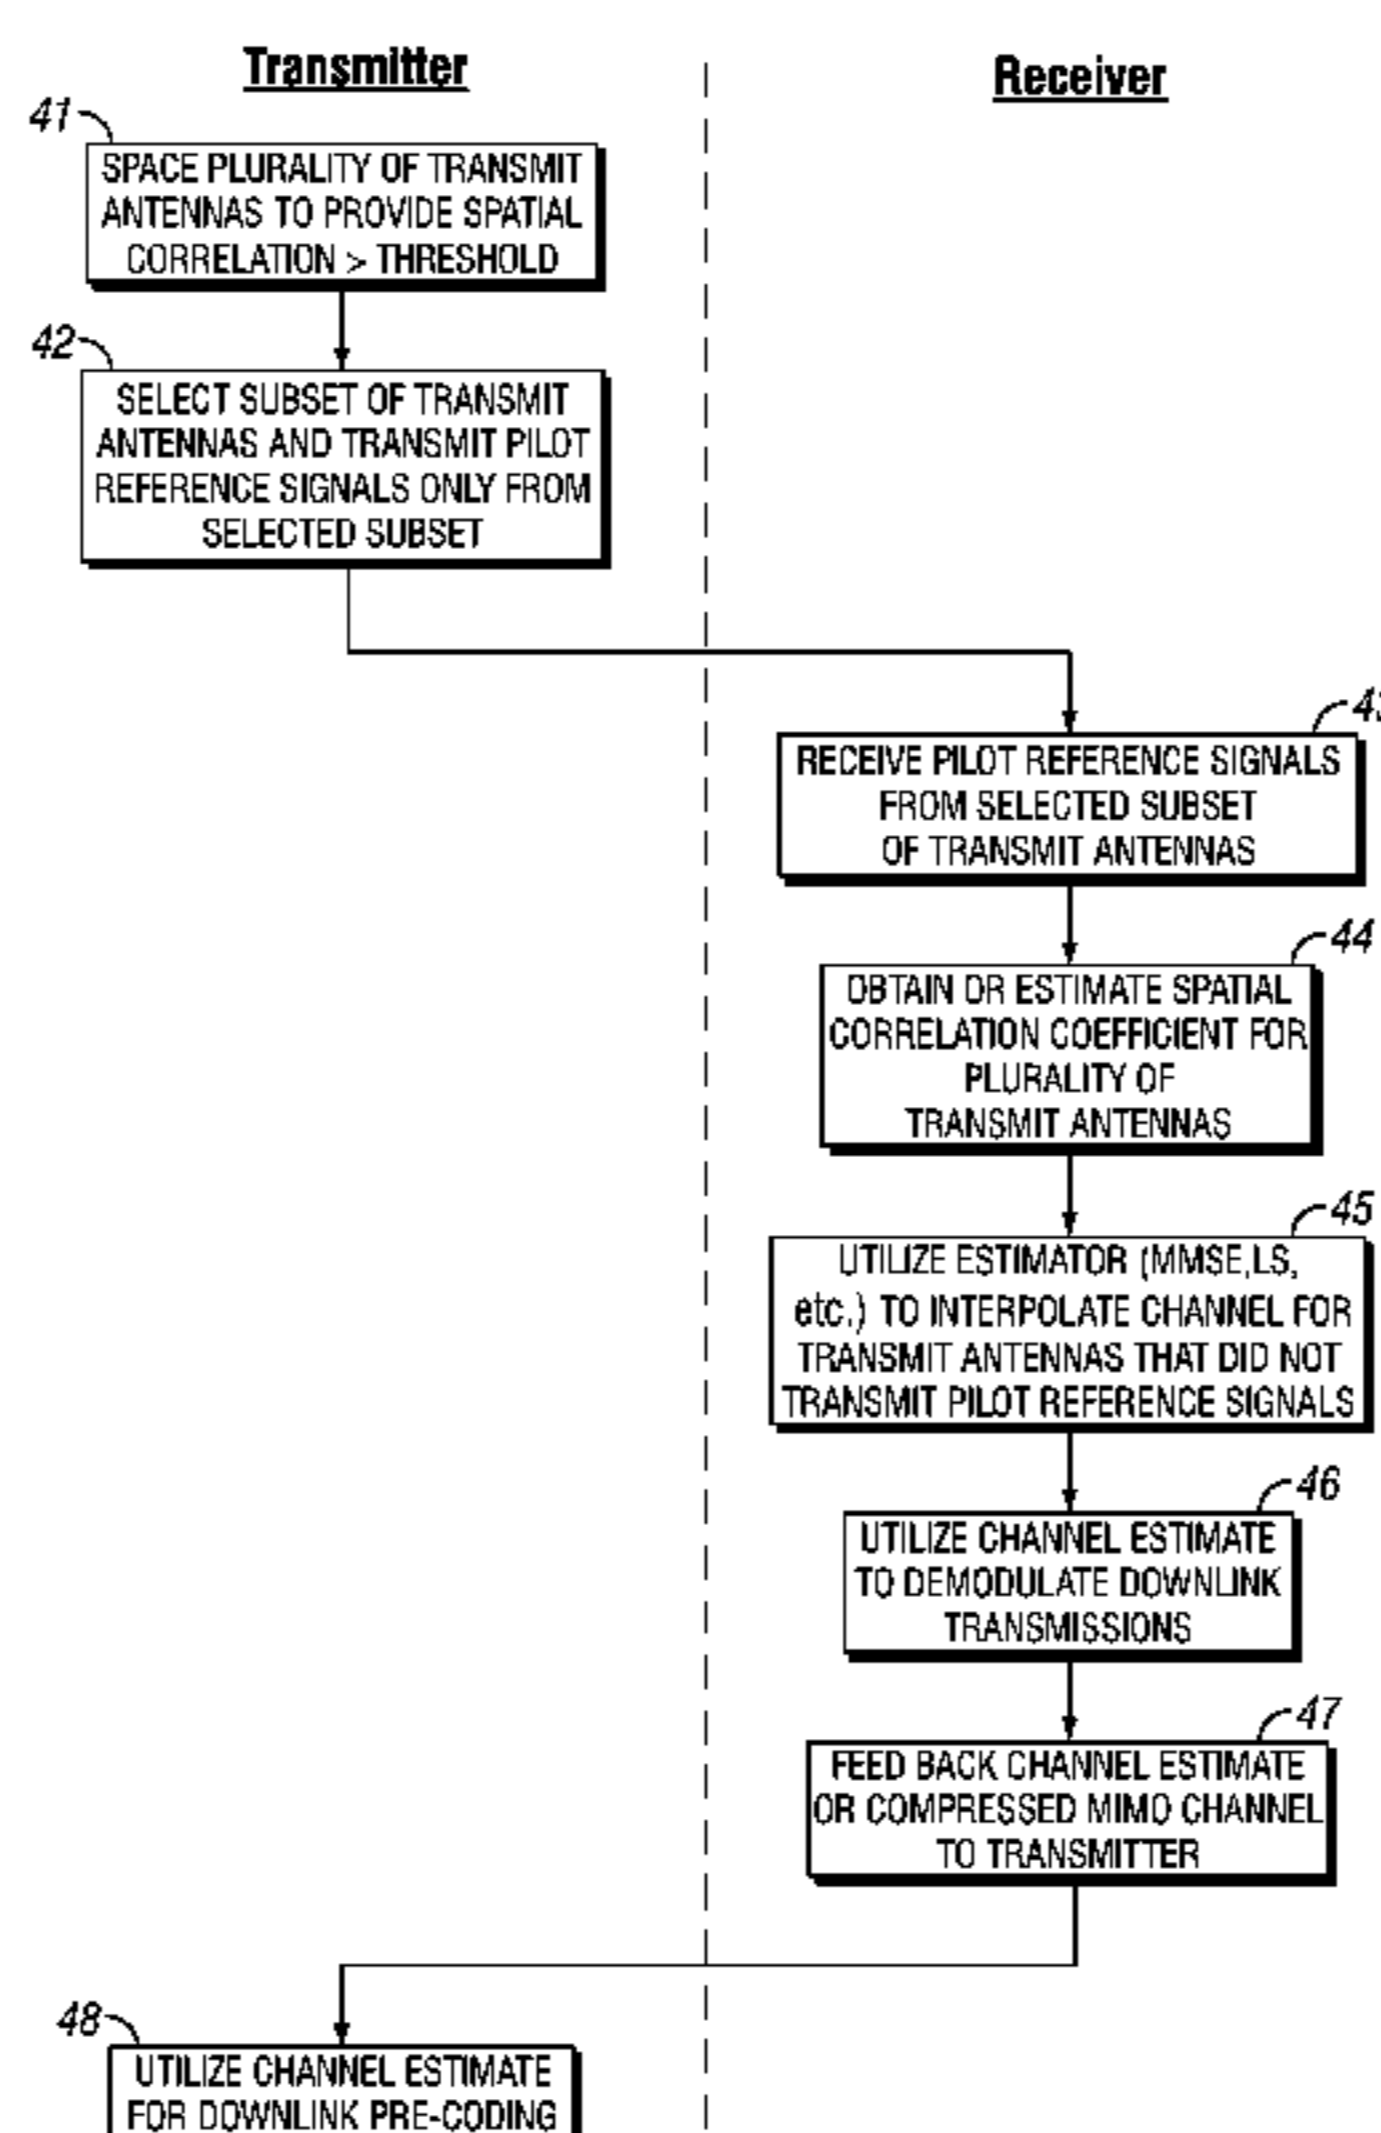 Transmitter
Receiver
41
SPACE PLURALITY OF TRANSMIT
ANTENNAS TO PROVIDE SPATIAL
CORRELATION > THRESHOLD
42
SELECT SUBSET OF TRANSMIT
ANTENNAS AND TRANSMIT PILOT
REFERENCE SIGNALS ONLY FROM
SELECTED SUBSET
43
RECEIVE PILOT REFERENCE SIGNALS
FROM SELECTED SUBSET
OF TRANSMIT ANTENNAS
44
OBTAIN OR ESTIMATE SPATIAL
CORRELATION COEFFICIENT FOR
PLURALITY OF
TRANSMIT ANTENNAS
45
UTILIZE ESTIMATOR (MMSE,LS,
etc.) TO INTERPOLATE CHANNEL FOR
TRANSMIT ANTENNAS THAT DID NOT
TRANSMIT PILOT REFERENCE SIGNALS
46
UTILIZE CHANNEL ESTIMATE
TO DEMODULATE DOWNLINK
TRANSMISSIONS
47
FEED BACK CHANNEL ESTIMATE
OR COMPRESSED MIMO CHANNEL
TO TRANSMITTER
48
UTILIZE CHANNEL ESTIMATE
FOR DOWNLINK PRE-CODING